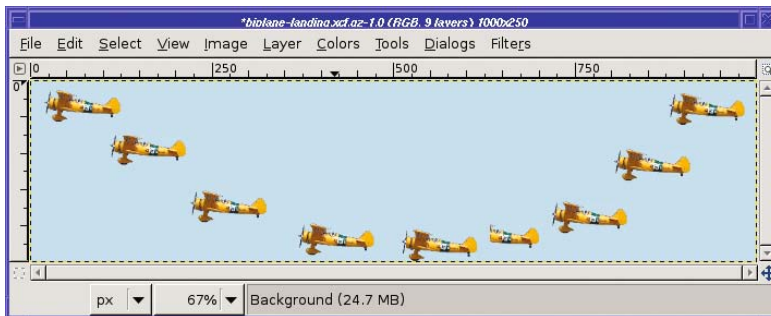 *biplane-landing.xcf.gz-1.0 (RGB, 9 layers) 1000x250
File Edit Select View Image Layer Colors Tools Dialogs Filters
0 250 500 750
0
px 67% Background (24.7 MB)